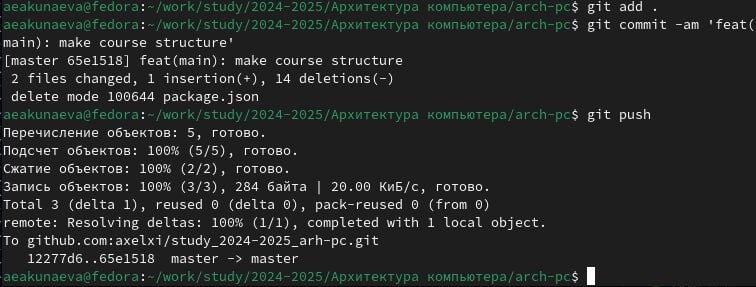 aeakunaeva@fedora:~/work/study/2024-2025/Архитектура компьютера/arch-pc$ git add .
aeakunaeva@fedora:~/work/study/2024-2025/Архитектура компьютера/arch-pc$ git commit -am 'feat(
main): make course structure'
[master 65e1518] feat(main): make course structure
 2 files changed, 1 insertion(+), 14 deletions(-)
 delete mode 100644 package.json
aeakunaeva@fedora:~/work/study/2024-2025/Архитектура компьютера/arch-pc$ git push
Перечисление объектов: 5, готово.
Подсчет объектов: 100% (5/5), готово.
Сжатие объектов: 100% (2/2), готово.
Запись объектов: 100% (3/3), 284 байта | 20.00 КиБ/с, готово.
Total 3 (delta 1), reused 0 (delta 0), pack-reused 0 (from 0)
remote: Resolving deltas: 100% (1/1), completed with 1 local object.
To github.com:axelxi/study_2024-2025_arh-pc.git
   12277d6..65e1518  master -> master
aeakunaeva@fedora:~/work/study/2024-2025/Архитектура компьютера/arch-pc$